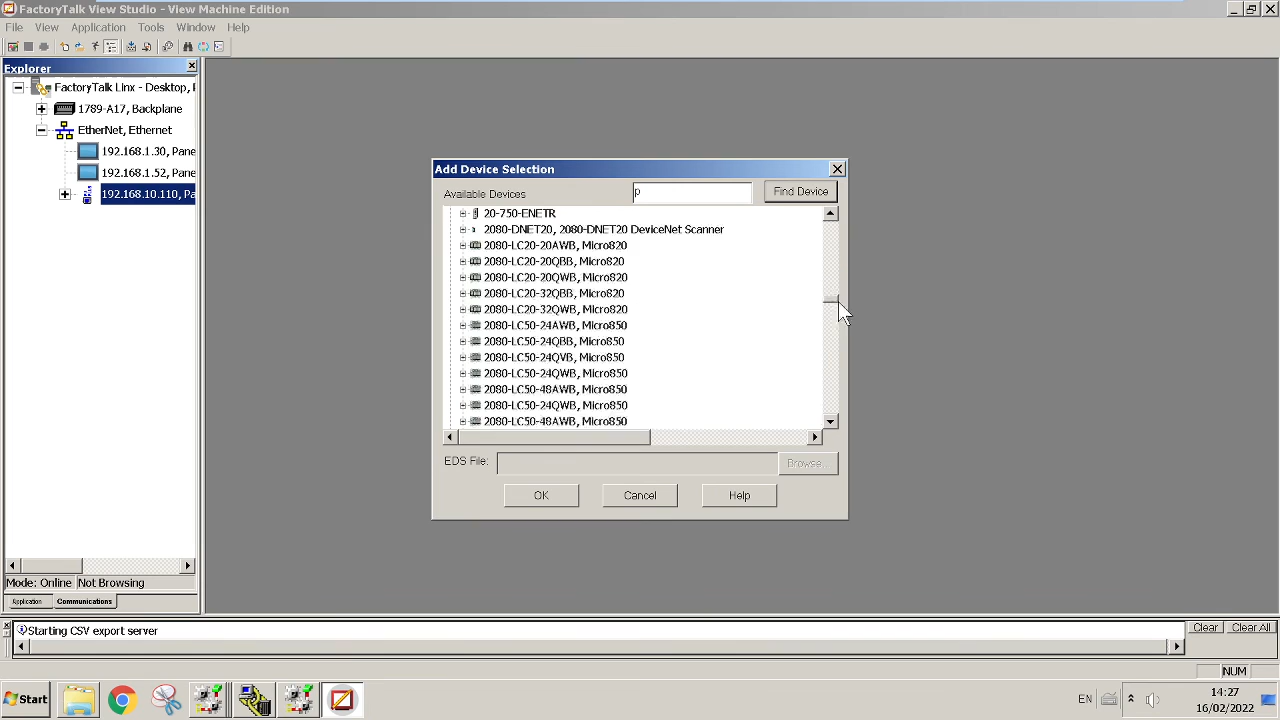 FactoryTalk View Studio - View Machine Edition
File View Application Tools Window Help
Explorer
FactoryTalk Linx - Desktop,
1789-A17, Backplane
EtherNet, Ethernet
192.168.1.30, Pane
192.168.1.52, Pane
192.168.10.110, Pa
Mode: Online Not Browsing
Application Communications
Add Device Selection
Available Devices p Find Device
20-750-ENETR
2080-DNET20, 2080-DNET20 DeviceNet Scanner
2080-LC20-20AWB, Micro820
2080-LC20-20QBB, Micro820
2080-LC20-20QWB, Micro820
2080-LC20-32QBB, Micro820
2080-LC20-32QWB, Micro820
2080-LC50-24AWB, Micro850
2080-LC50-24QBB, Micro850
2080-LC50-24QVB, Micro850
2080-LC50-24QWB, Micro850
2080-LC50-48AWB, Micro850
2080-LC50-24QWB, Micro850
2080-LC50-48AWB, Micro850
EDS File: Browse...
OK Cancel Help
Starting CSV export server
Clear Clear All
NUM
Start
EN
14:27
16/02/2022